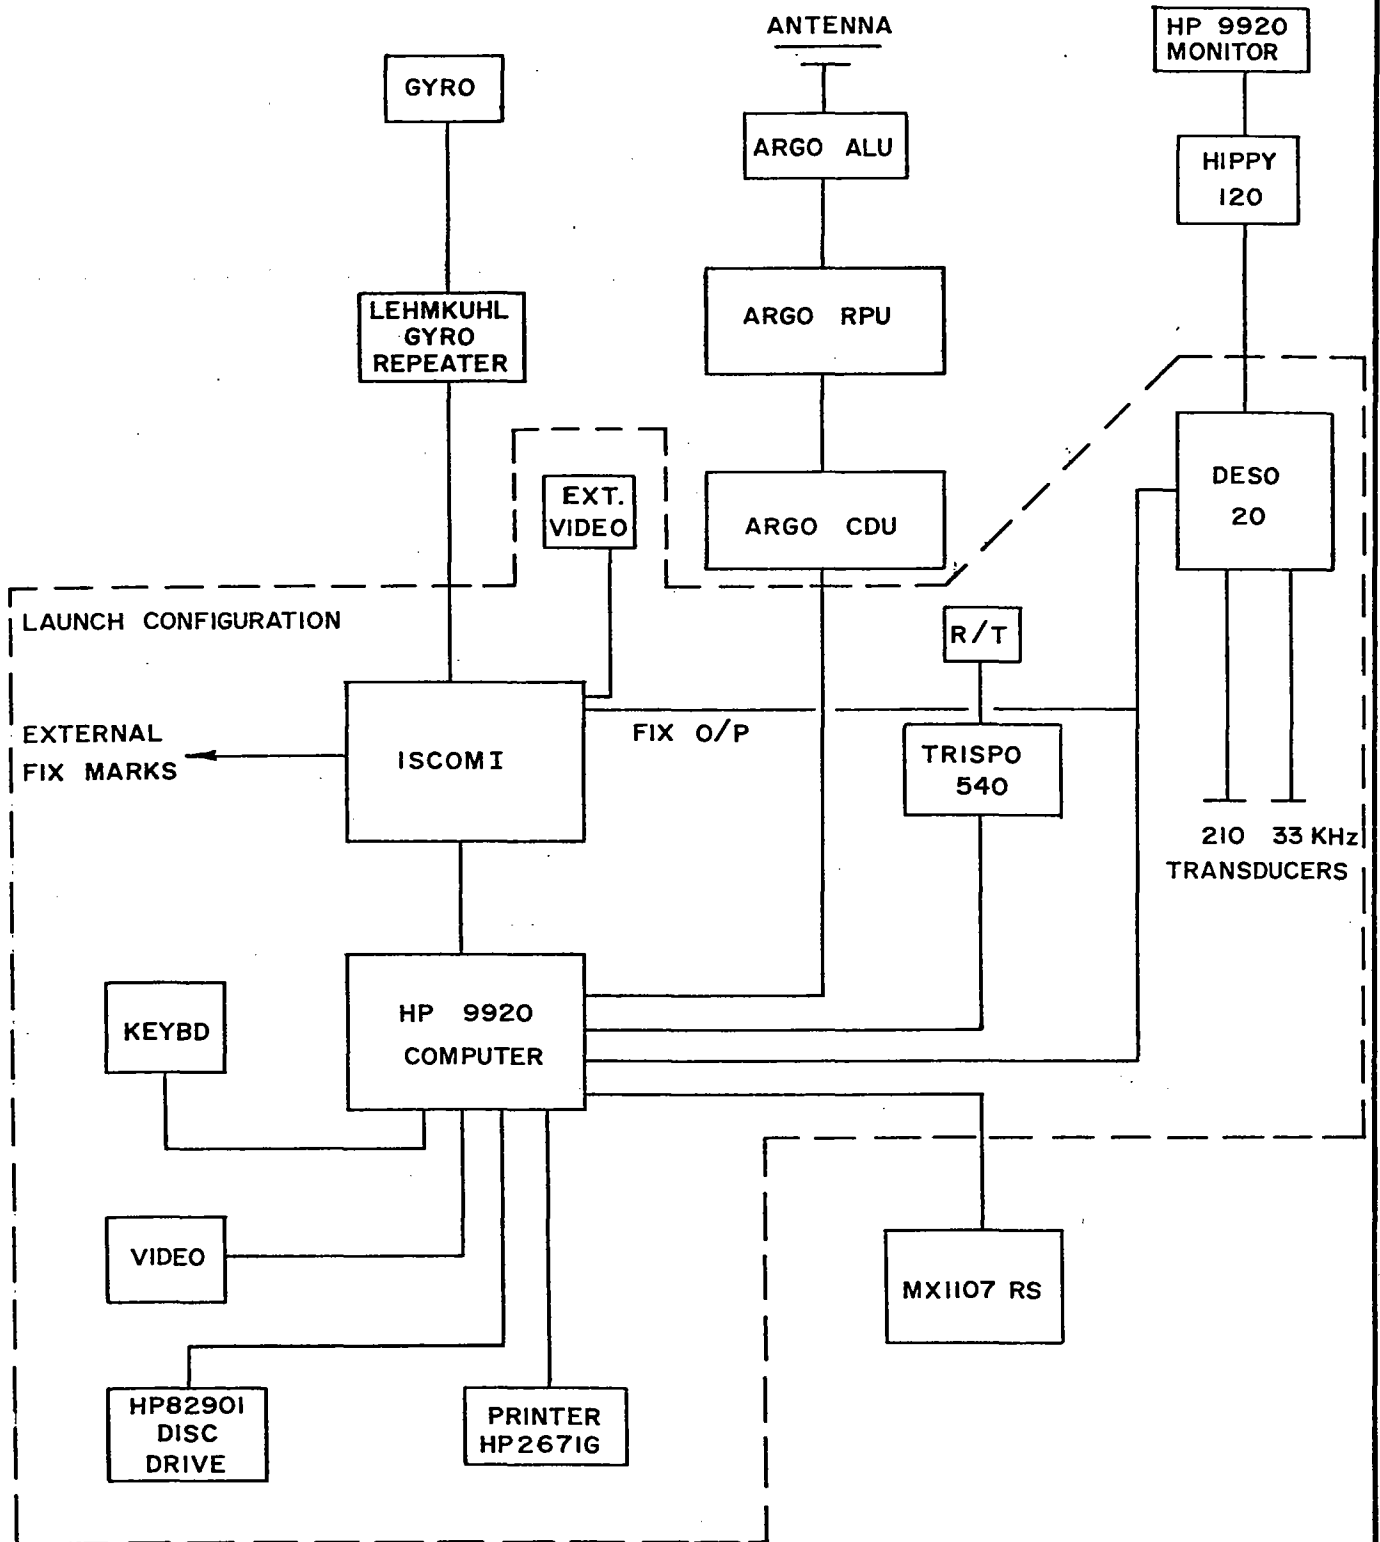 ANTENNA
HP 9920
MONITOR
GYRO
ARGO ALU
HIPPY
120
LEHMKUHL
GYRO
REPEATER
ARGO RPU
EXT.
VIDEO
ARGO CDU
DESO
20
LAUNCH CONFIGURATION
R/T
EXTERNAL
FIX MARKS
ISCOMI
FIX O/P
TRISPO
540
210 33 KHz
TRANSDUCERS
KEYBD
HP 9920
COMPUTER
VIDEO
MX1107 RS
HP82901
DISC
DRIVE
PRINTER
HP2671G